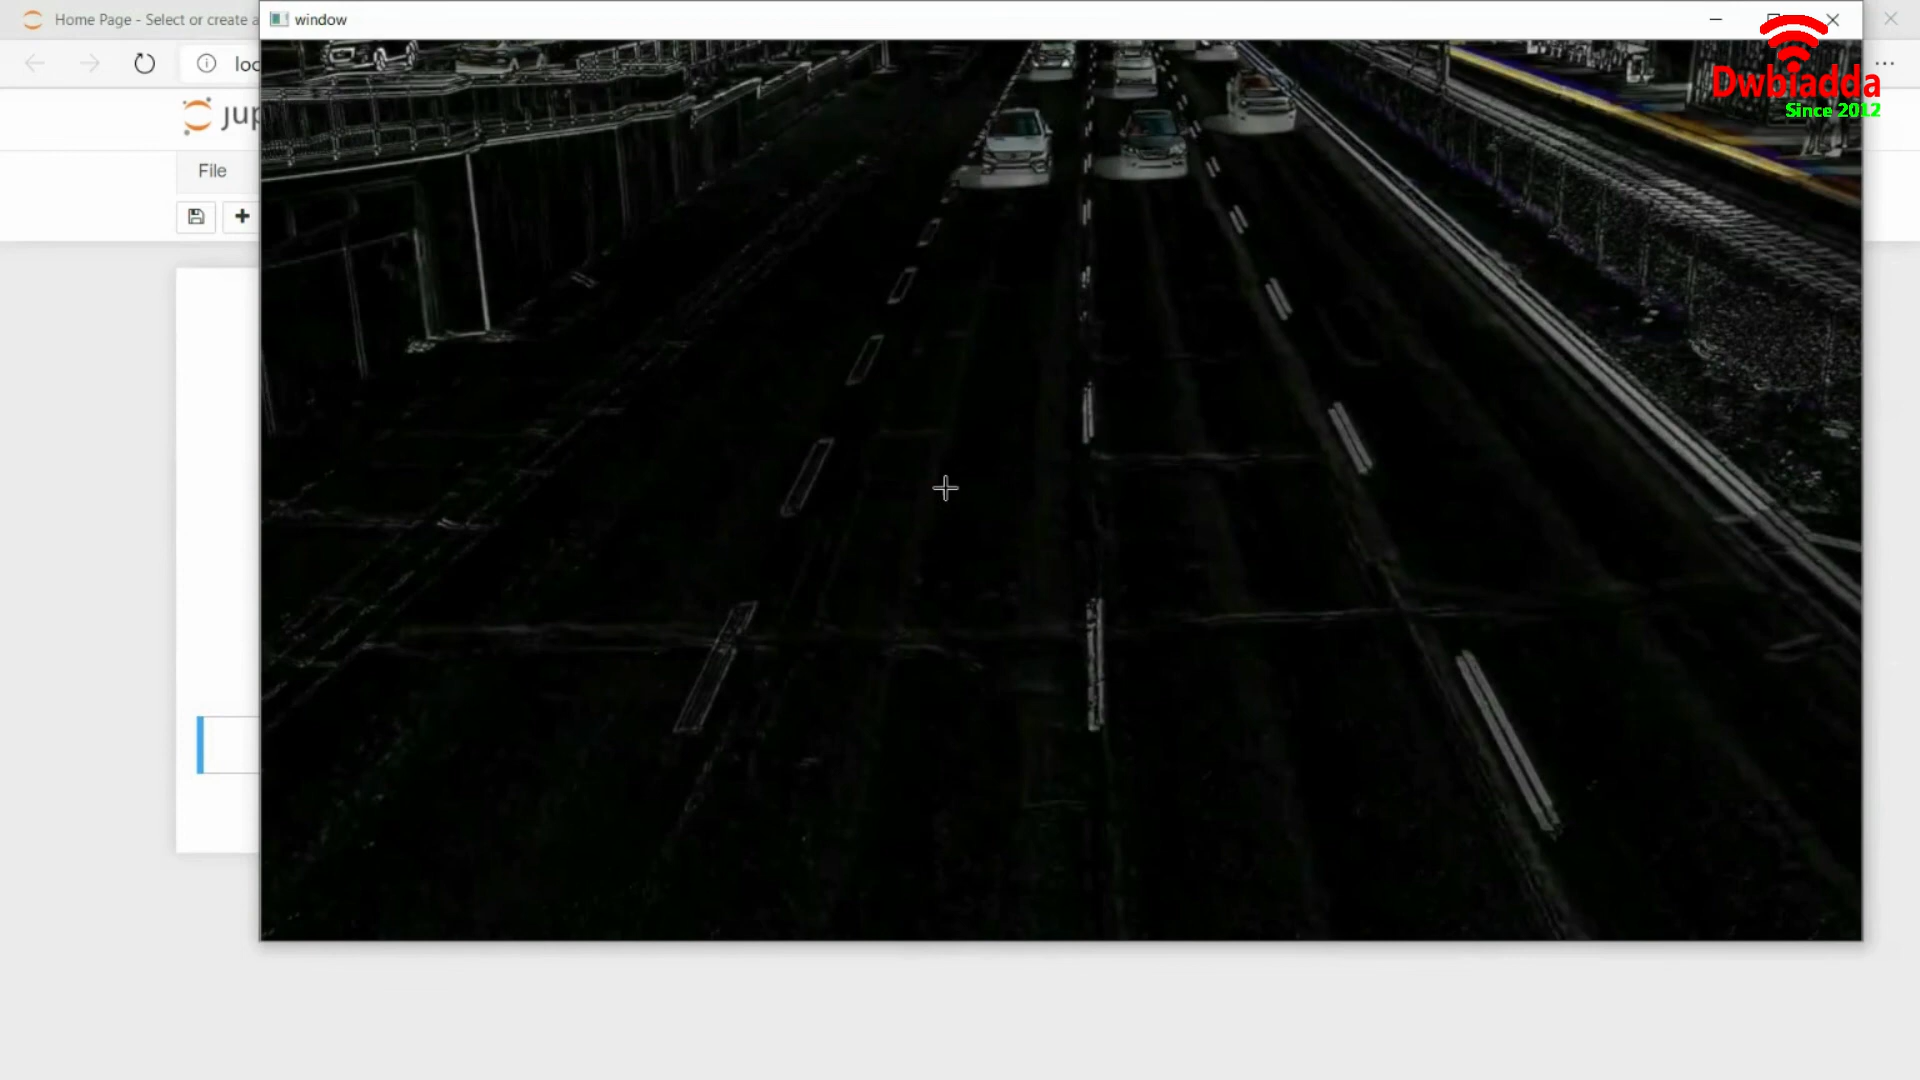 Home Page - Select or create a
window
loc
Dwbiadda
Since 2012
jup
File